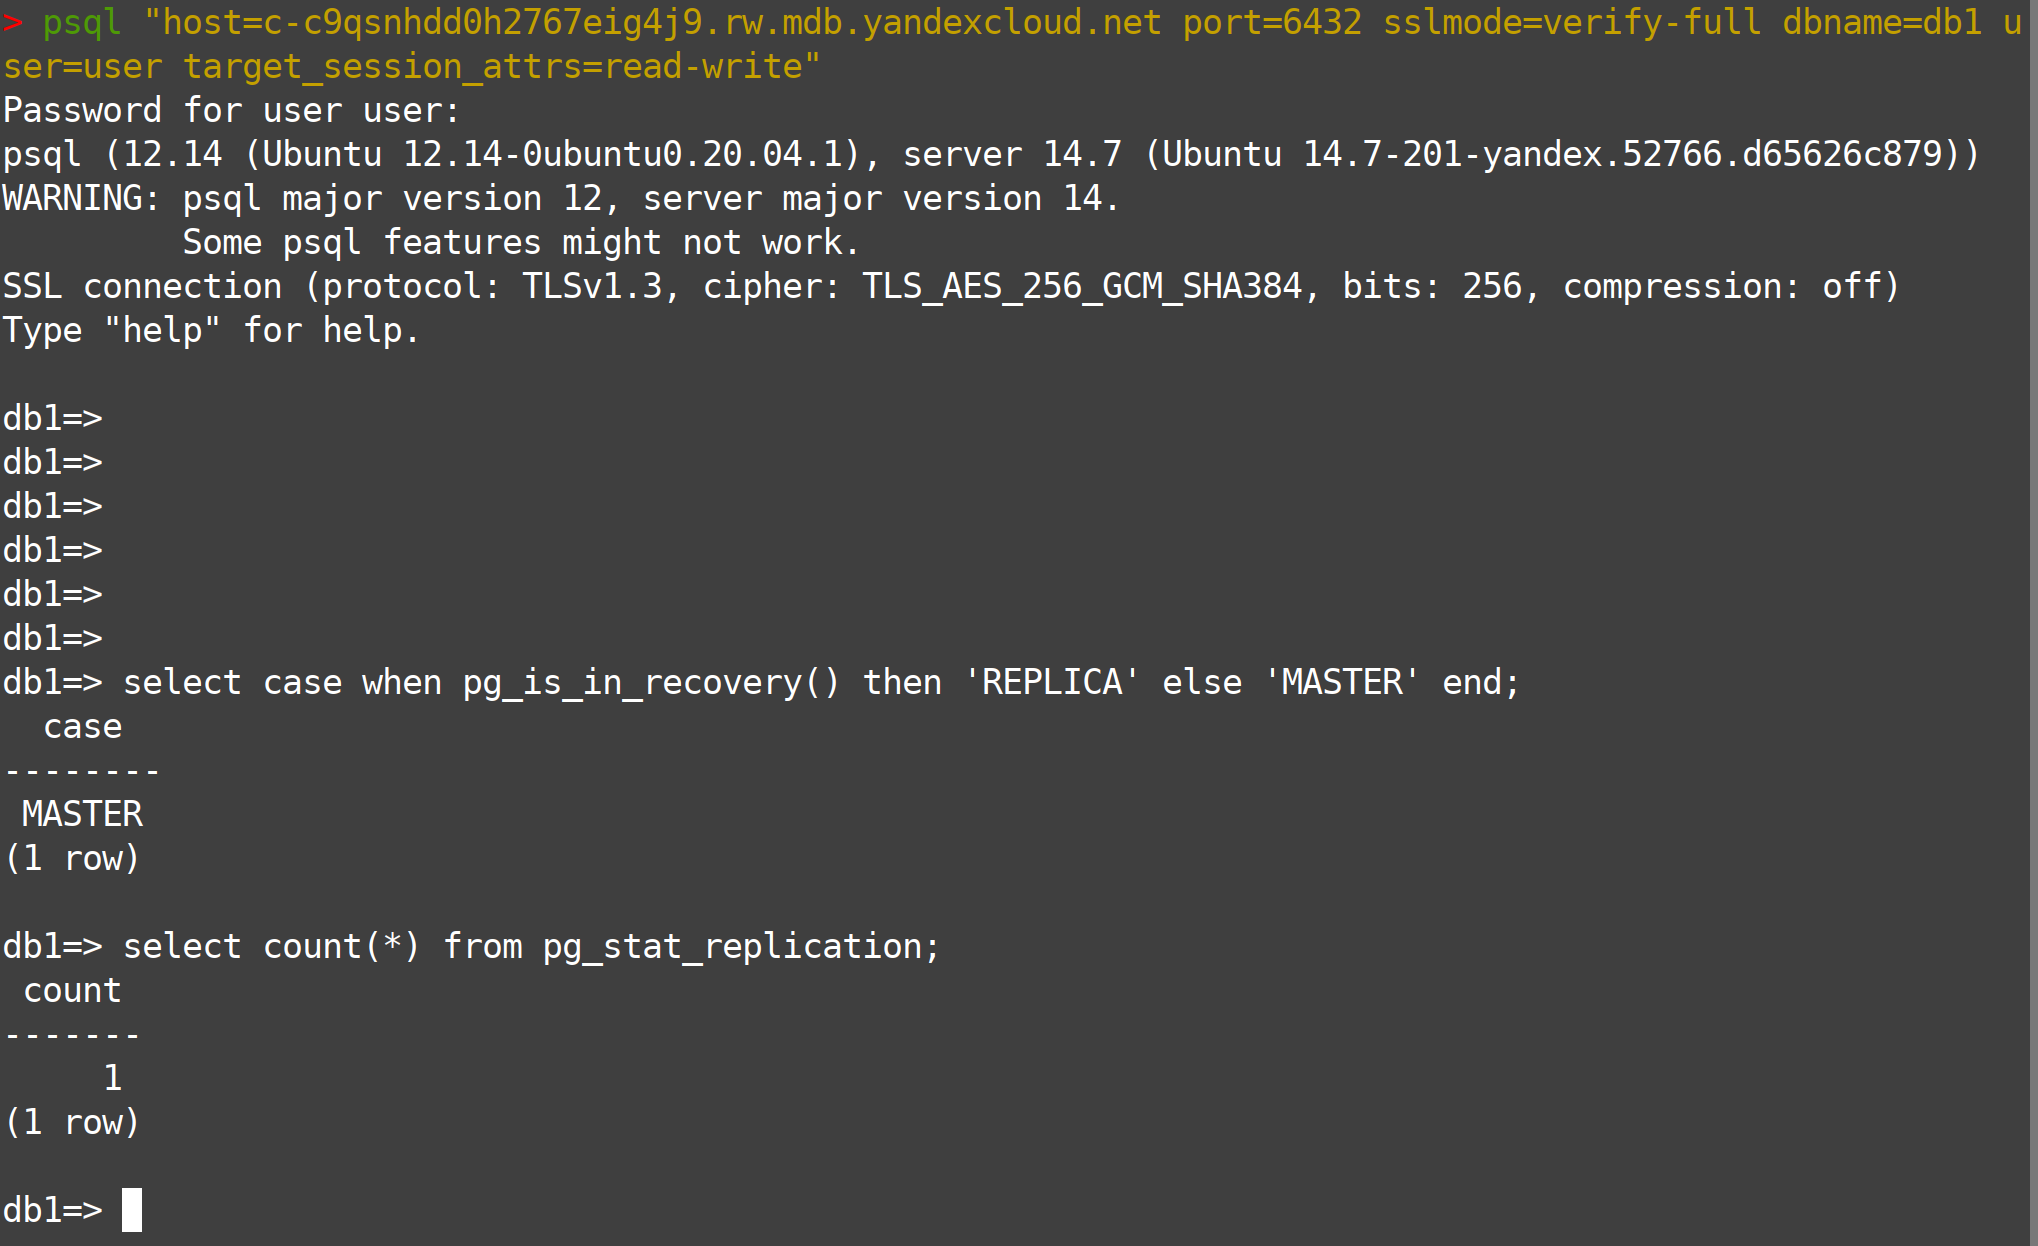 > psql "host=c-c9qsnhdd0h2767eig4j9.rw.mdb.yandexcloud.net port=6432 sslmode=verify-full dbname=db1 u
ser=user target_session_attrs=read-write"
Password for user user:
psql (12.14 (Ubuntu 12.14-0ubuntu0.20.04.1), server 14.7 (Ubuntu 14.7-201-yandex.52766.d65626c879))
WARNING: psql major version 12, server major version 14.
         Some psql features might not work.
SSL connection (protocol: TLSv1.3, cipher: TLS_AES_256_GCM_SHA384, bits: 256, compression: off)
Type "help" for help.

db1=>
db1=>
db1=>
db1=>
db1=>
db1=>
db1=> select case when pg_is_in_recovery() then 'REPLICA' else 'MASTER' end;
  case
--------
 MASTER
(1 row)

db1=> select count(*) from pg_stat_replication;
 count
-------
     1
(1 row)

db1=>